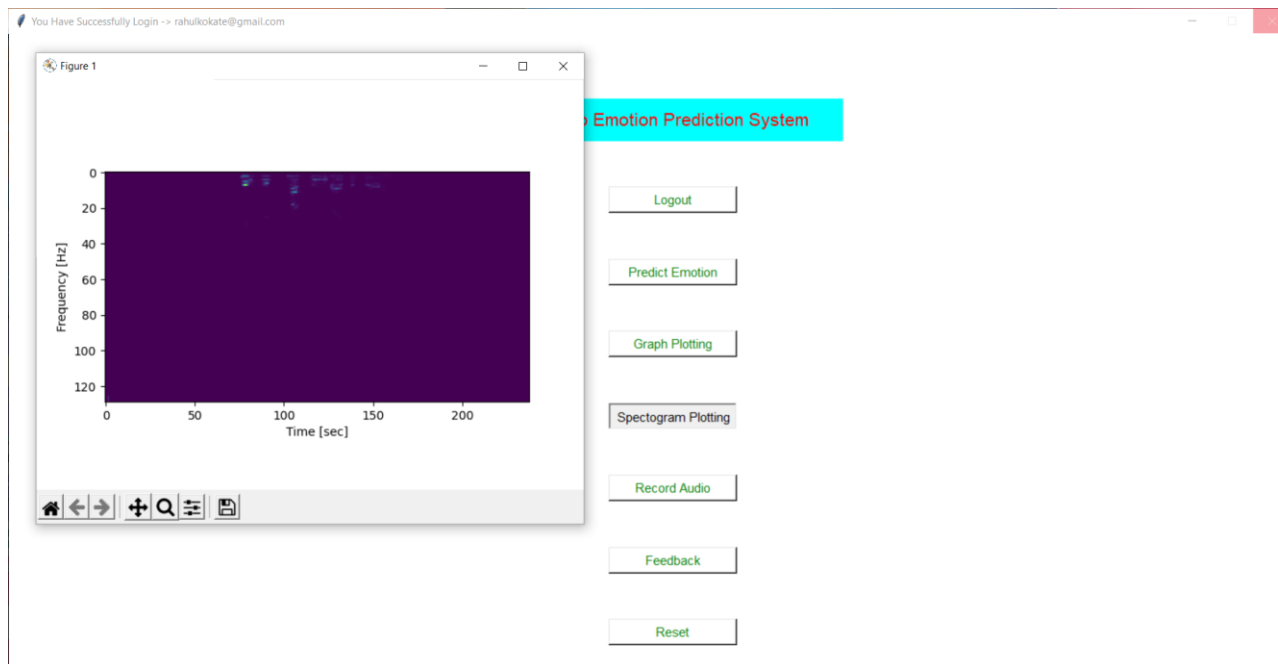 You Have Successfully Login -> rahulkokate@gmail.com
Figure 1
Emotion Prediction System
Logout
Predict Emotion
Graph Plotting
Spectogram Plotting
Record Audio
Feedback
Reset
Frequency [Hz]
0
20
40
60
80
100
120
0 50 100 150 200
Time [sec]